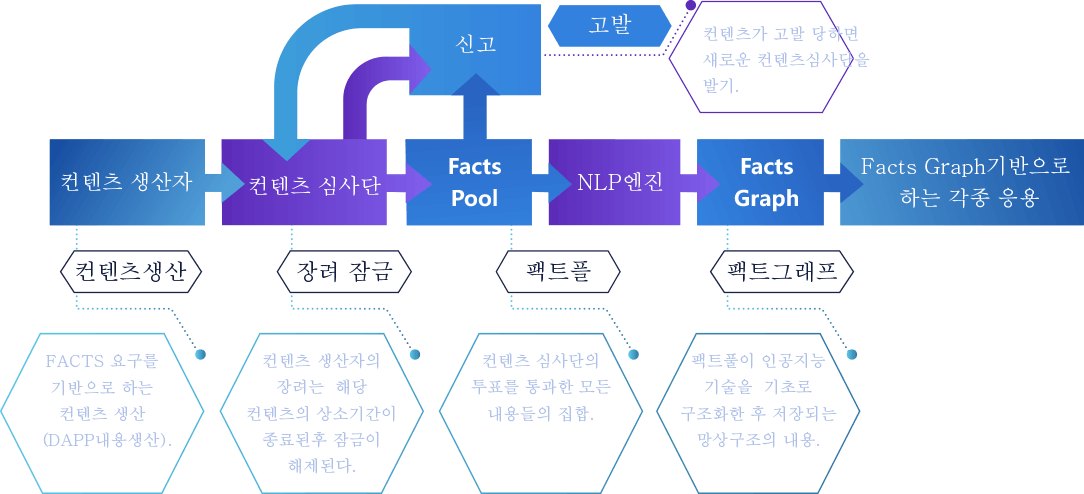 신고
고발
컨텐츠가 고발 당하면
새로운 컨텐츠심사단을
발기.
컨텐츠 생산자
컨텐츠 심사단
Facts
Pool
NLP엔진
Facts
Graph
Facts Graph기반으로
하는 각종 응용
컨텐츠생산
장려 잠금
팩트플
팩트그래프
FACTS 요구를
기반으로 하는
컨텐츠 생산
(DAPP내용생산).
컨텐츠 생산자의
장려는 해당
컨텐츠의 상소기간이
종료된후 잠금이
해제된다.
컨텐츠 심사단의
투표를 통과한 모든
내용들의 집합.
팩트풀이 인공지능
기술을 기초로
구조화한 후 저장되는
망상구조의 내용.